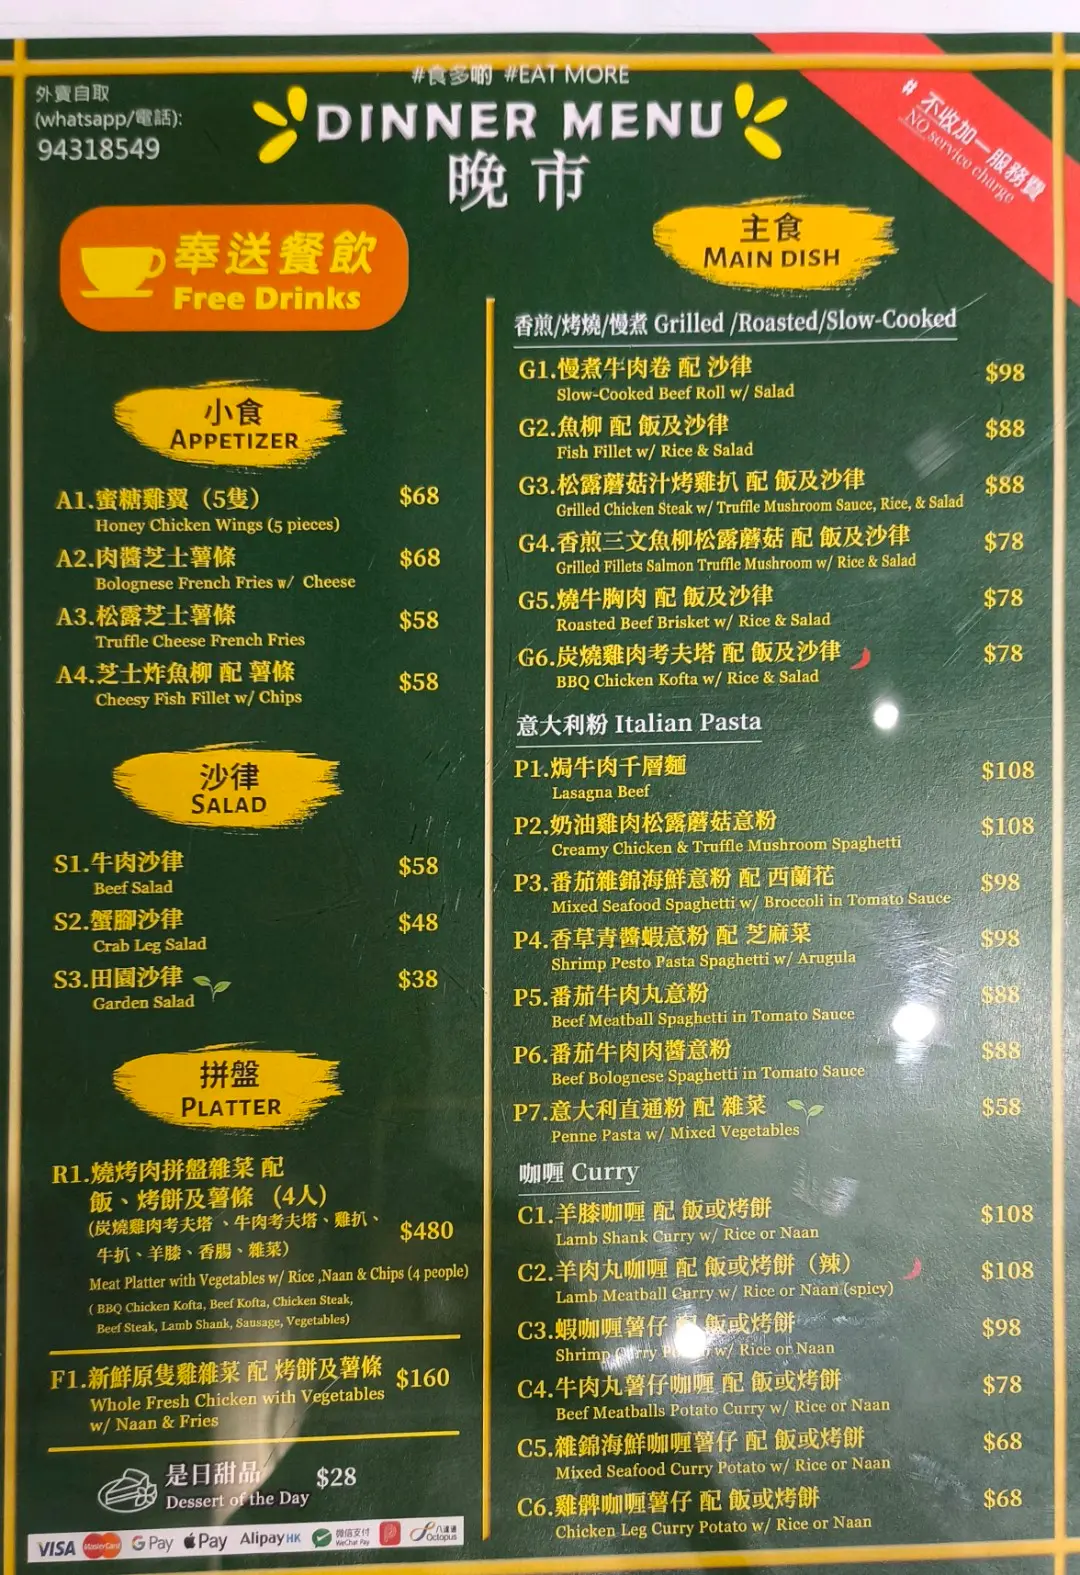 #食多啲 #EAT MORE
外賣自取
(whatsapp/電話):
94318549
DINNER MENU
晚市
# 不收加一服務費
NO service charge
奉送餐飲
Free Drinks
小食
APPETIZER
A1.蜜糖雞翼（5隻） $68
Honey Chicken Wings (5 pieces)
A2.肉醬芝士薯條 $68
Bolognese French Fries w/ Cheese
A3.松露芝士薯條 $58
Truffle Cheese French Fries
A4.芝士炸魚柳 配 薯條 $58
Cheesy Fish Fillet w/ Chips
沙律
SALAD
S1.牛肉沙律 $58
Beef Salad
S2.蟹腳沙律 $48
Crab Leg Salad
S3.田園沙律 $38
Garden Salad
拼盤
PLATTER
R1.燒烤肉拼盤雜菜 配
飯、烤餅及薯條 （4人）
(炭燒雞肉考夫塔 、牛肉考夫塔、雞扒、 $480
牛扒、羊膝、香腸、雜菜)
Meat Platter with Vegetables w/ Rice ,Naan & Chips (4 people)
( BBQ Chicken Kofta, Beef Kofta, Chicken Steak,
Beef Steak, Lamb Shank, Sausage, Vegetables)
F1.新鮮原隻雞雜菜 配 烤餅及薯條 $160
Whole Fresh Chicken with Vegetables
w/ Naan & Fries
是日甜品 $28
Dessert of the Day
VISA MasterCard G Pay Pay Alipay HK 微信支付 WeChat Pay 八達通 Octopus
主食
MAIN DISH
香煎/烤燒/慢煮 Grilled /Roasted/Slow-Cooked
G1.慢煮牛肉卷 配 沙律 $98
Slow-Cooked Beef Roll w/ Salad
G2.魚柳 配 飯及沙律 $88
Fish Fillet w/ Rice & Salad
G3.松露蘑菇汁烤雞扒 配 飯及沙律 $88
Grilled Chicken Steak w/ Truffle Mushroom Sauce, Rice, & Salad
G4.香煎三文魚柳松露蘑菇 配 飯及沙律 $78
Grilled Fillets Salmon Truffle Mushroom w/ Rice & Salad
G5.燒牛胸肉 配 飯及沙律 $78
Roasted Beef Brisket w/ Rice & Salad
G6.炭燒雞肉考夫塔 配 飯及沙律 $78
BBQ Chicken Kofta w/ Rice & Salad
意大利粉 Italian Pasta
P1.焗牛肉千層麵 $108
Lasagna Beef
P2.奶油雞肉松露蘑菇意粉 $108
Creamy Chicken & Truffle Mushroom Spaghetti
P3.番茄雜錦海鮮意粉 配 西蘭花 $98
Mixed Seafood Spaghetti w/ Broccoli in Tomato Sauce
P4.香草青醬蝦意粉 配 芝麻菜 $98
Shrimp Pesto Pasta Spaghetti w/ Arugula
P5.番茄牛肉丸意粉 $88
Beef Meatball Spaghetti in Tomato Sauce
P6.番茄牛肉肉醬意粉 $88
Beef Bolognese Spaghetti in Tomato Sauce
P7.意大利直通粉 配 雜菜 $58
Penne Pasta w/ Mixed Vegetables
咖喱 Curry
C1.羊膝咖喱 配 飯或烤餅 $108
Lamb Shank Curry w/ Rice or Naan
C2.羊肉丸咖喱 配 飯或烤餅（辣） $108
Lamb Meatball Curry w/ Rice or Naan (spicy)
C3.蝦咖喱薯仔 配 飯或烤餅 $98
Shrimp Curry Potato w/ Rice or Naan
C4.牛肉丸薯仔咖喱 配 飯或烤餅 $78
Beef Meatballs Potato Curry w/ Rice or Naan
C5.雜錦海鮮咖喱薯仔 配 飯或烤餅 $68
Mixed Seafood Curry Potato w/ Rice or Naan
C6.雞髀咖喱薯仔 配 飯或烤餅 $68
Chicken Leg Curry Potato w/ Rice or Naan